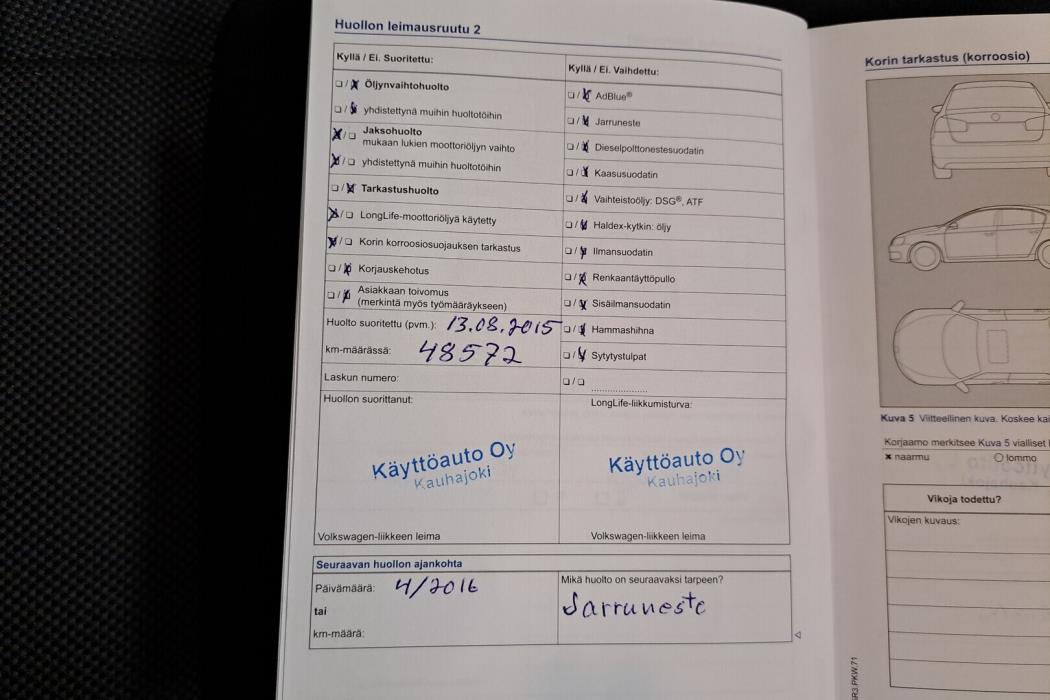 Huollon leimausruutu 2
Kyllä / Ei. Suoritettu:
Öljynvaihtohuolto
yhdistettynä muihin huoltotöihin
Jaksohuolto
mukaan lukien moottoriöljyn vaihto
yhdistettynä muihin huoltotöihin
Tarkastushuolto
LongLife-moottoriöljyä käytetty
Korin korroosiosuojauksen tarkastus
Korjauskehotus
Asiakkaan toivomus
(merkintä myös työmääräykseen)
Huolto suoritettu (pvm.): 13.08.2015
km-määrässä: 48572
Laskun numero:
Huollon suorittanut:
Käyttöauto Oy
Kauhajoki
Volkswagen-liikkeen leima
Kyllä / Ei. Vaihdettu:
AdBlue®
Jarruneste
Dieselpolttonestesuodatin
Kaasusuodatin
Vaihteistoöljy: DSG®, ATF
Haldex-kytkin: öljy
Ilmansuodatin
Renkaantäyttöpullo
Sisäilmansuodatin
Hammashihna
Sytytystulpat
LongLife-liikkumisturva:
Käyttöauto Oy
Kauhajoki
Volkswagen-liikkeen leima
Seuraavan huollon ajankohta
Päivämäärä: 4/2016
tai
km-määrä:
Mikä huolto on seuraavaksi tarpeen?
Jarruneste
Korin tarkastus (korroosio)
Kuva 5 Viitteellinen kuva. Koskee
Korjaamo merkitsee Kuva 5 vialliset
x naarmu
lommo
Vikoja todettu?
Vikojen kuvaus:
R3.PKW.71